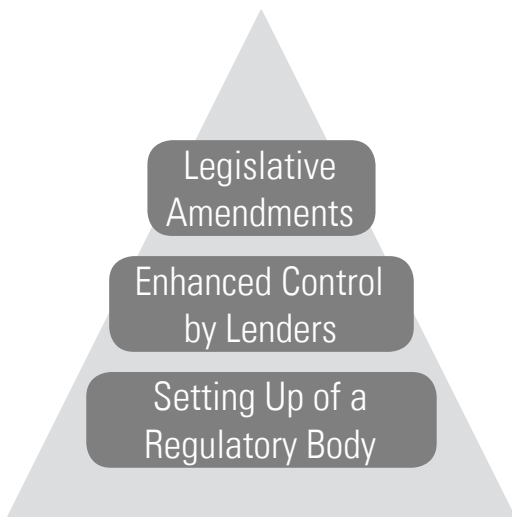 Legislative
Amendments
Enhanced Control
by Lenders
Setting Up of a
Regulatory Body